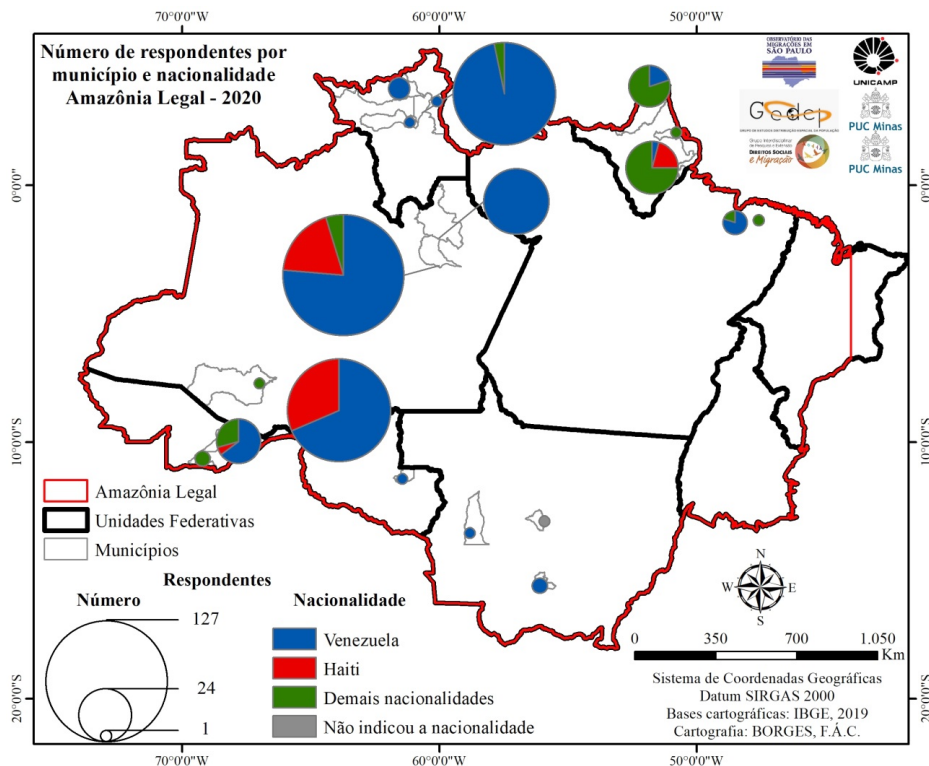 70°0'0"W
60°0'0"W
50°0'0"W
Número de respondentes por
município e nacionalidade
Amazônia Legal - 2020
OBSERVATÓRIO DAS
MIGRAÇÕES EM
SÃO PAULO
UNICAMP
Gedep
PUC Minas
DIREITOS SOCIAIS
e Migração
PUC Minas
0°0'0"
0°0'0"
10°0'0"S
10°0'0"S
20°0'0"S
20°0'0"S
Amazônia Legal
Unidades Federativas
Municípios
Respondentes
Número
127
24
1
Nacionalidade
Venezuela
Haiti
Demais nacionalidades
Não indicou a nacionalidade
N
W
E
S
0
350
700
1.050
Km
Sistema de Coordenadas Geográficas
Datum SIRGAS 2000
Bases cartográficas: IBGE, 2019
Cartografia: BORGES, F.Á.C.
70°0'0"W
60°0'0"W
50°0'0"W